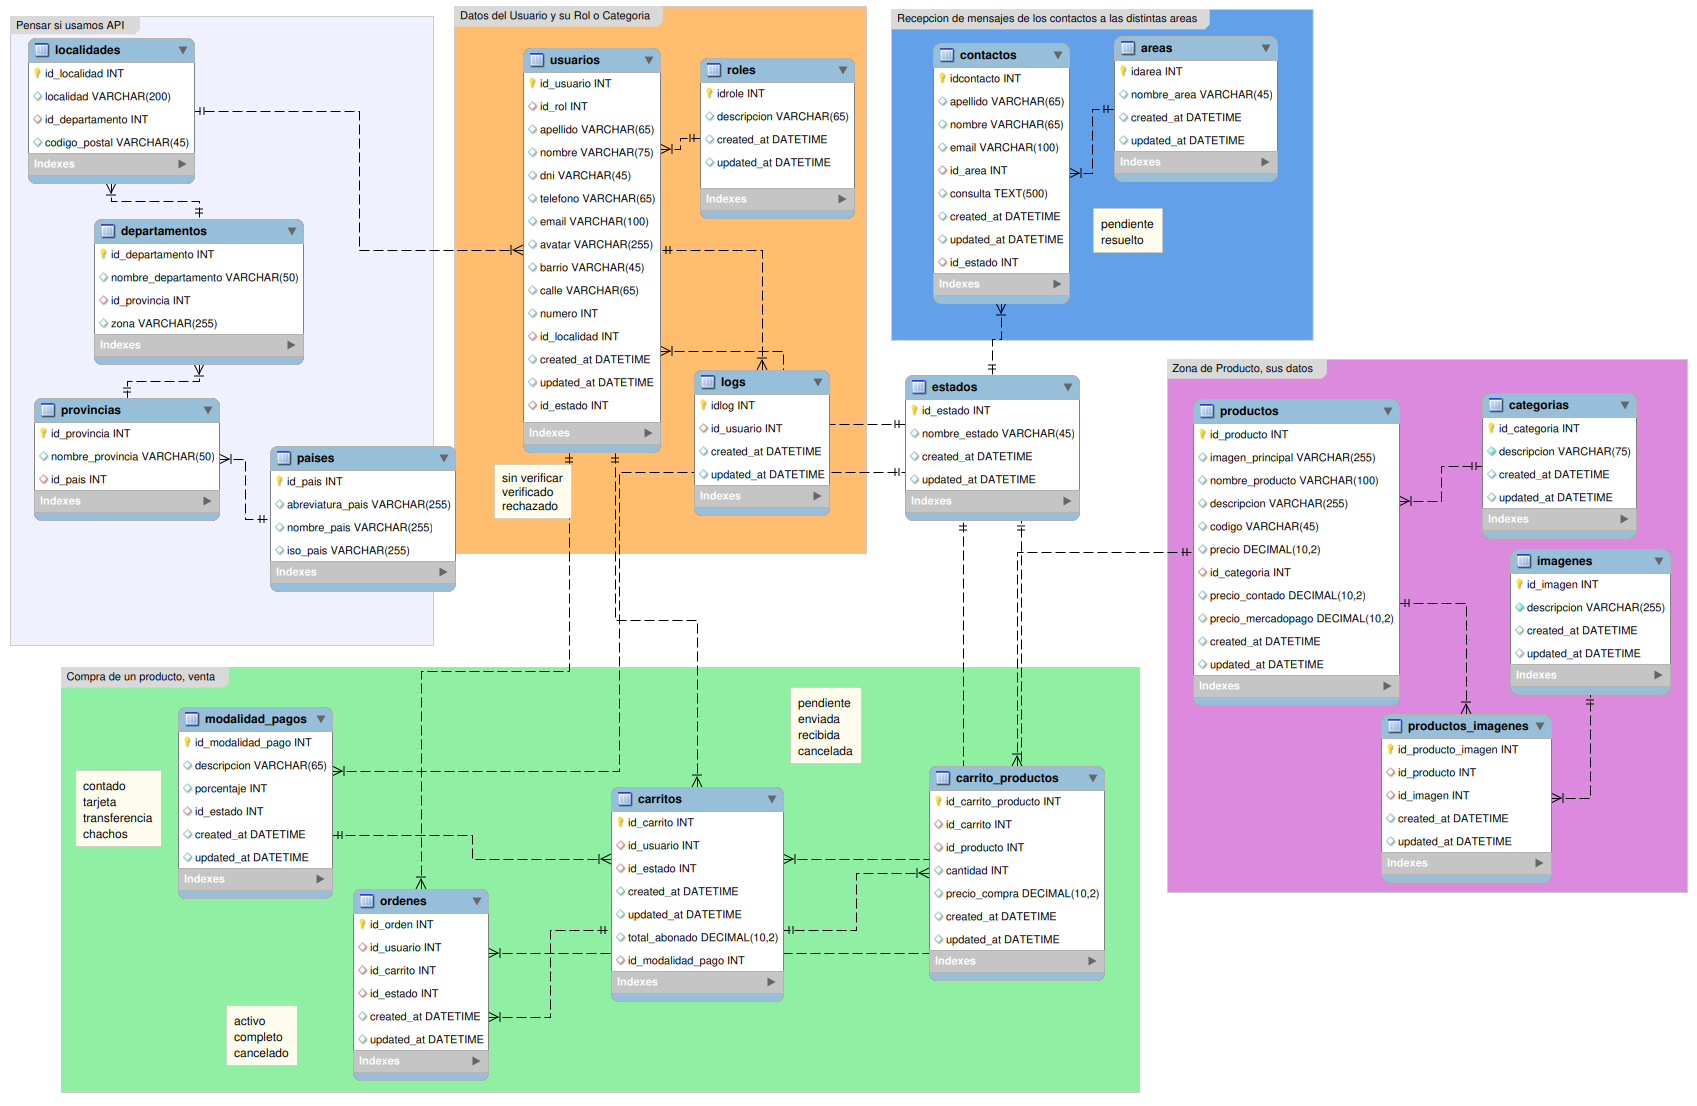 Pensar si usamos API
localidades
id_localidad INT
localidad VARCHAR(200)
id_departamento INT
codigo_postal VARCHAR(45)
Indexes
departamentos
id_departamento INT
nombre_departamento VARCHAR(50)
id_provincia INT
zona VARCHAR(255)
Indexes
provincias
id_provincia INT
nombre_provincia VARCHAR(50)
id_pais INT
Indexes
paises
id_pais INT
abreviatura_pais VARCHAR(255)
nombre_pais VARCHAR(255)
iso_pais VARCHAR(255)
Indexes
Datos del Usuario y su Rol o Categoria
usuarios
id_usuario INT
id_rol INT
apellido VARCHAR(65)
nombre VARCHAR(75)
dni VARCHAR(45)
telefono VARCHAR(65)
email VARCHAR(100)
avatar VARCHAR(255)
barrio VARCHAR(45)
calle VARCHAR(65)
numero INT
id_localidad INT
created_at DATETIME
updated_at DATETIME
id_estado INT
Indexes
roles
idrole INT
descripcion VARCHAR(65)
created_at DATETIME
updated_at DATETIME
Indexes
logs
idlog INT
id_usuario INT
created_at DATETIME
updated_at DATETIME
Indexes
sin verificar
verificado
rechazado
Recepcion de mensajes de los contactos a las distintas areas
contactos
idcontacto INT
apellido VARCHAR(65)
nombre VARCHAR(65)
email VARCHAR(100)
id_area INT
consulta TEXT(500)
created_at DATETIME
updated_at DATETIME
id_estado INT
Indexes
areas
idarea INT
nombre_area VARCHAR(45)
created_at DATETIME
updated_at DATETIME
Indexes
pendiente
resuelto
estados
id_estado INT
nombre_estado VARCHAR(45)
created_at DATETIME
updated_at DATETIME
Indexes
Zona de Producto, sus datos
productos
id_producto INT
imagen_principal VARCHAR(255)
nombre_producto VARCHAR(100)
descripcion VARCHAR(255)
codigo VARCHAR(45)
precio DECIMAL(10,2)
id_categoria INT
precio_contado DECIMAL(10,2)
precio_mercadopago DECIMAL(10,2)
created_at DATETIME
updated_at DATETIME
Indexes
categorias
id_categoria INT
descripcion VARCHAR(75)
created_at DATETIME
updated_at DATETIME
Indexes
imagenes
id_imagen INT
descripcion VARCHAR(255)
created_at DATETIME
updated_at DATETIME
Indexes
productos_imagenes
id_producto_imagen INT
id_producto INT
id_imagen INT
created_at DATETIME
updated_at DATETIME
Indexes
Compra de un producto, venta
modalidad_pagos
id_modalidad_pago INT
descripcion VARCHAR(65)
porcentaje INT
id_estado INT
created_at DATETIME
updated_at DATETIME
Indexes
contado
tarjeta
transferencia
chachos
ordenes
id_orden INT
id_usuario INT
id_carrito INT
id_estado INT
created_at DATETIME
updated_at DATETIME
Indexes
activo
completo
cancelado
carritos
id_carrito INT
id_usuario INT
id_estado INT
created_at DATETIME
updated_at DATETIME
total_abonado DECIMAL(10,2)
id_modalidad_pago INT
Indexes
pendiente
enviada
recibida
cancelada
carrito_productos
id_carrito_producto INT
id_carrito INT
id_producto INT
cantidad INT
precio_compra DECIMAL(10,2)
created_at DATETIME
updated_at DATETIME
Indexes